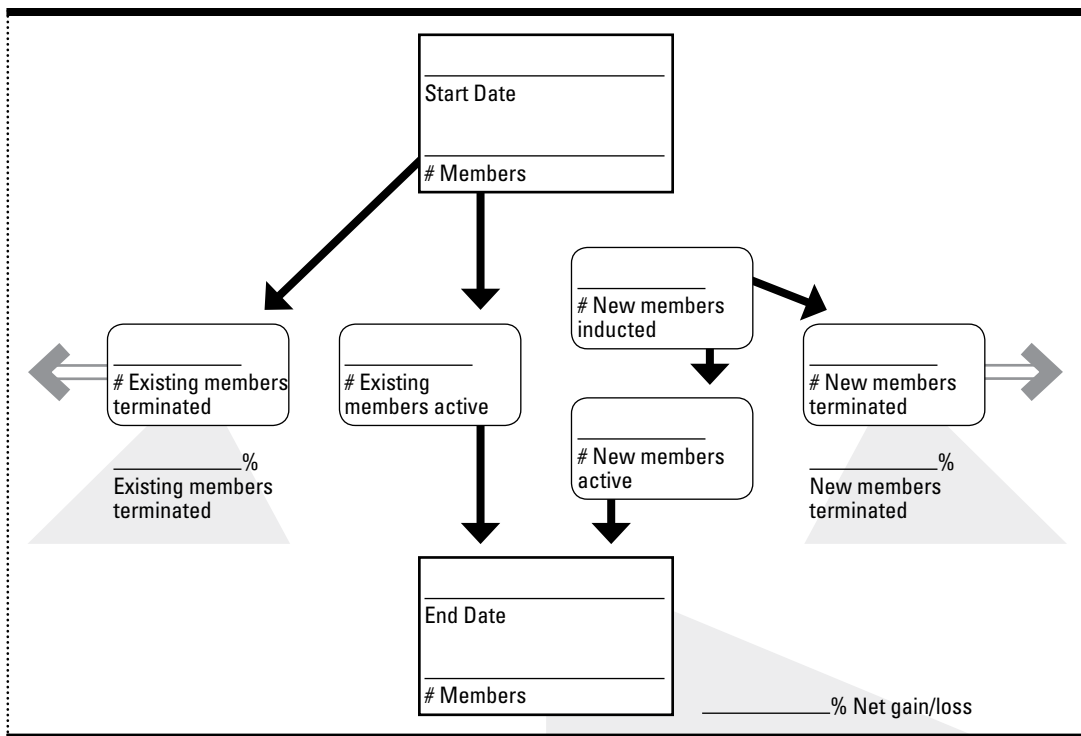 Start Date
# Members
# New members
inducted
# Existing members
terminated
# Existing
members active
# New members
terminated
# New members
active
%
Existing members
terminated
%
New members
terminated
End Date
# Members
% Net gain/loss